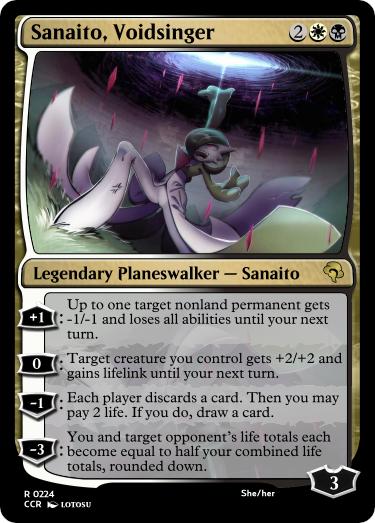 Sanaito, Voidsinger 2
Legendary Planeswalker — Sanaito
+1: Up to one target nonland permanent gets
-1/-1 and loses all abilities until your next
turn.
0: Target creature you control gets +2/+2 and
gains lifelink until your next turn.
-1: Each player discards a card. Then you may
pay 2 life. If you do, draw a card.
-3: You and target opponent's life totals each
become equal to half your combined life
totals, rounded down.
3
R 0224 She/her
CCR LOTOSU